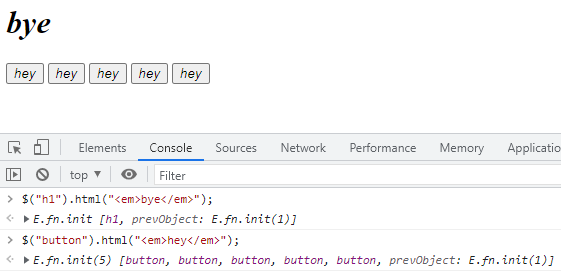 bye
hey hey hey hey hey
Elements Console Sources Network Performance Memory Applicatio
top ▼ Filter
> $("h1").html("<em>bye</em>");
E.fn.init [h1, prevObject: E.fn.init(1)]
> $("button").html("<em>hey</em>");
E.fn.init(5) [button, button, button, button, button, prevObject: E.fn.init(1)]